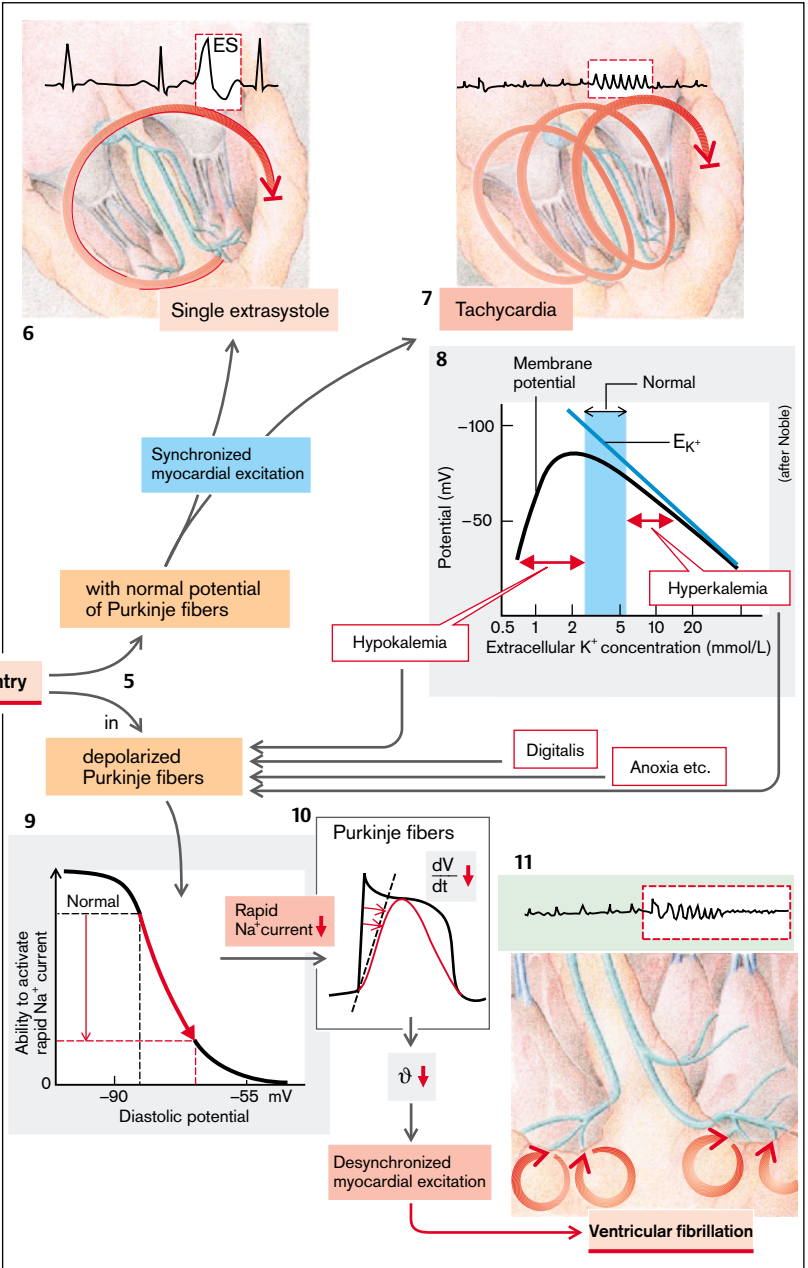 ES
Single extrasystole
6
7
Tachycardia
8
Membrane
potential
Normal
(after Noble)
-100
E_K+
-50
Potential (mV)
Hyperkalemia
Hypokalemia
0.5 1 2 5 10 20
Extracellular K⁺ concentration (mmol/L)
Synchronized
myocardial excitation
with normal potential
of Purkinje fibers
ntry
5
in
depolarized
Purkinje fibers
Digitalis
Anoxia etc.
9
Normal
Ability to activate
rapid Na⁺ current
0
–90 –55 mV
Diastolic potential
Rapid
Na⁺current
10
Purkinje fibers
dV
dt
ϑ
Desynchronized
myocardial excitation
11
Ventricular fibrillation